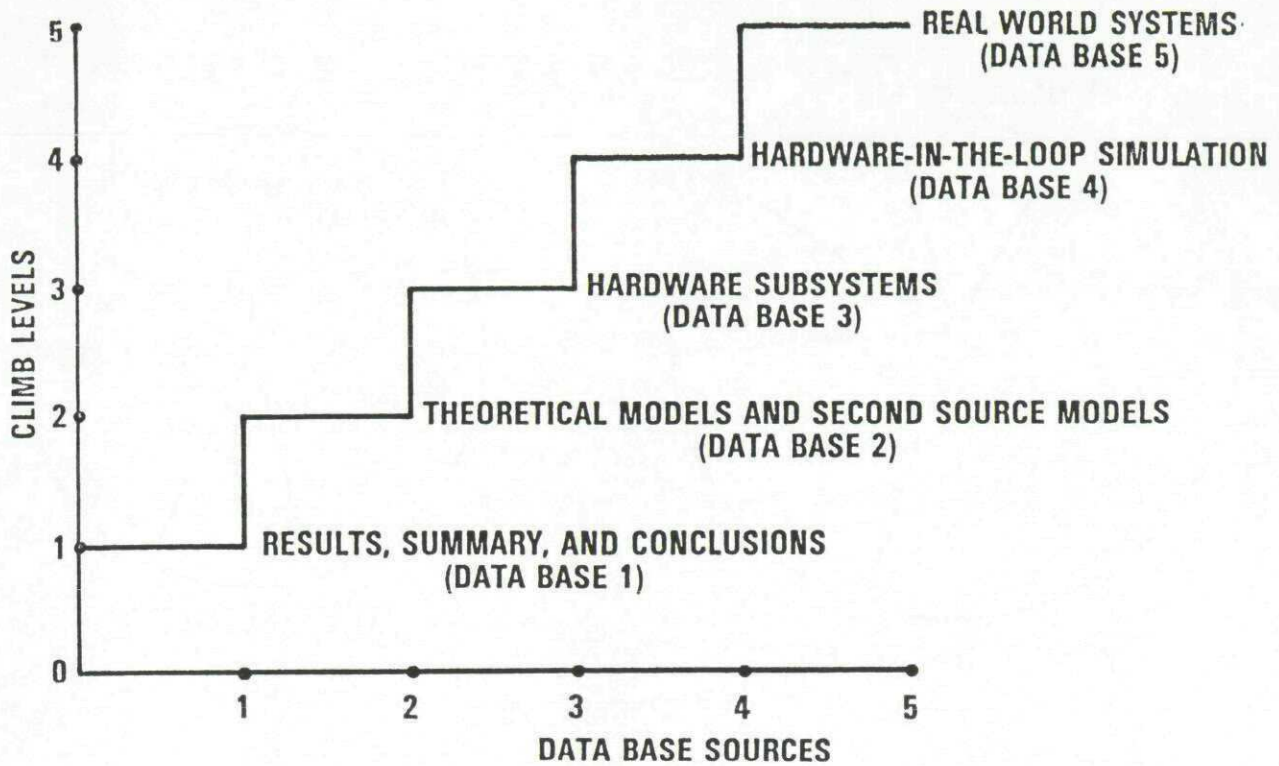 5
REAL WORLD SYSTEMS
(DATA BASE 5)
4
HARDWARE-IN-THE-LOOP SIMULATION
(DATA BASE 4)
CLIMB LEVELS
3
HARDWARE SUBSYSTEMS
(DATA BASE 3)
2
THEORETICAL MODELS AND SECOND SOURCE MODELS
(DATA BASE 2)
1
RESULTS, SUMMARY, AND CONCLUSIONS
(DATA BASE 1)
0
1 2 3 4 5
DATA BASE SOURCES